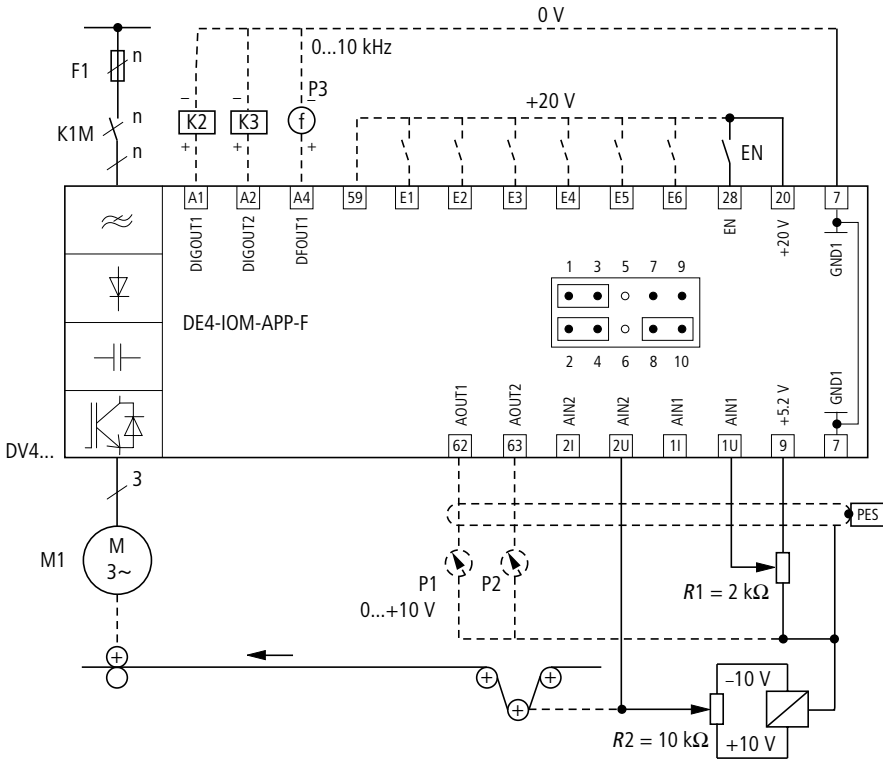 0 V
0...10 kHz
n
F1
P3
+20 V
–
–
–
n
K1M
K2
K3
f
EN
+
+
+
n
A1
A2
A4
59
E1
E2
E3
E4
E5
E6
28
20
7
DIGOUT1
DIGOUT2
DFOUT1
EN
+20 V
GND1
1 3 5 7 9
DE4-IOM-APP-F
2 4 6 8 10
AOUT1
AOUT2
AIN2
AIN2
AIN1
AIN1
+5.2 V
GND1
DV4...
62
63
2I
2U
1I
1U
9
7
3
PES
M1
M
3~
P1
P2
R1 = 2 kΩ
0...+10 V
+
+
+
+
–10 V
R2 = 10 kΩ
+10 V